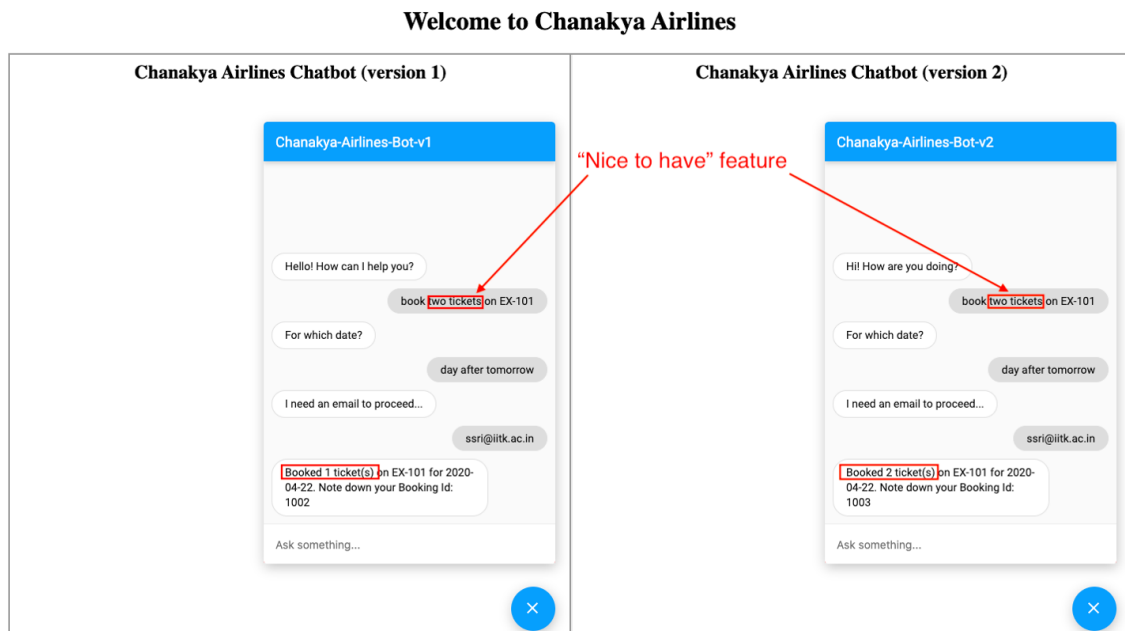 Welcome to Chanakya Airlines
Chanakya Airlines Chatbot (version 1)
Chanakya-Airlines-Bot-v1
Hello! How can I help you?
book two tickets on EX-101
For which date?
day after tomorrow
I need an email to proceed...
ssri@iitk.ac.in
Booked 1 ticket(s) on EX-101 for 2020-
04-22. Note down your Booking Id:
1002
Ask something...
“Nice to have” feature
Chanakya Airlines Chatbot (version 2)
Chanakya-Airlines-Bot-v2
Hi! How are you doing?
book two tickets on EX-101
For which date?
day after tomorrow
I need an email to proceed...
ssri@iitk.ac.in
Booked 2 ticket(s) on EX-101 for 2020-
04-22. Note down your Booking Id:
1003
Ask something...